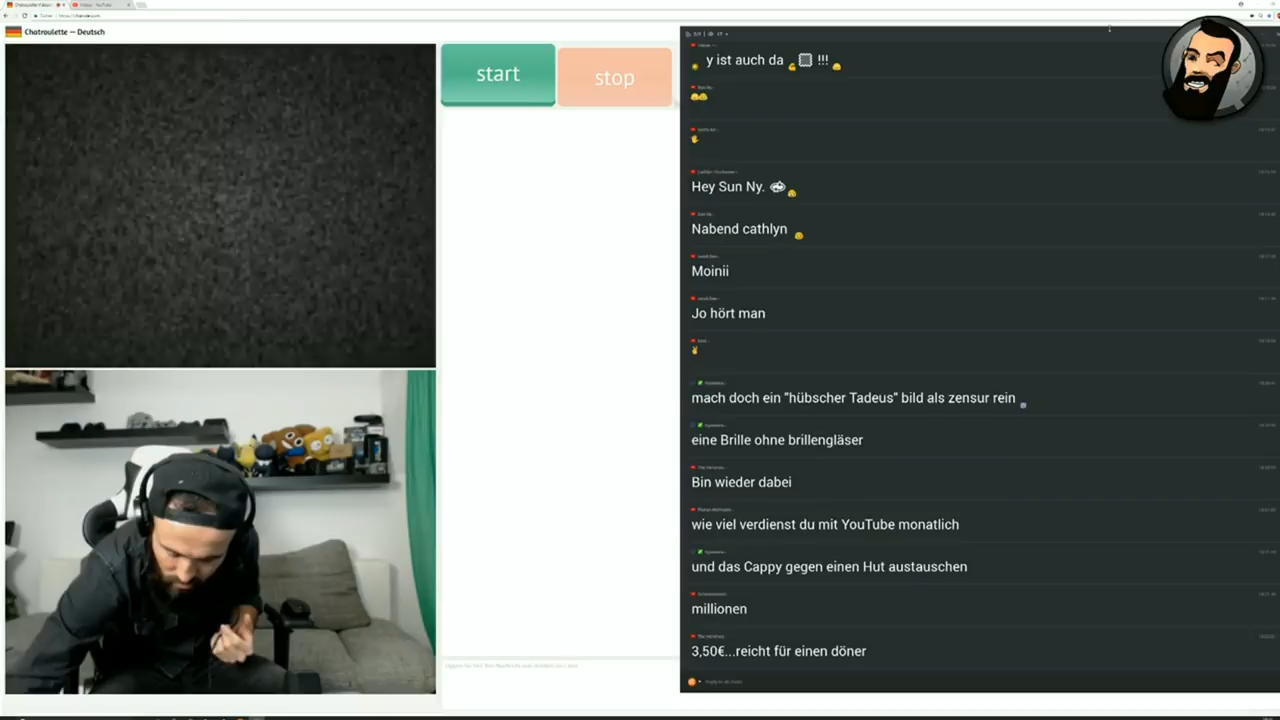 Chatroulette — Deutsch
start
stop
y ist auch da !!!
Hey Sun Ny.
Nabend cathlyn
Moinii
Jo hört man
mach doch ein "hübscher Tadeus" bild als zensur rein
eine Brille ohne brillengläser
Bin wieder dabei
wie viel verdienst du mit YouTube monatlich
und das Cappy gegen einen Hut austauschen
millionen
3,50€...reicht für einen döner